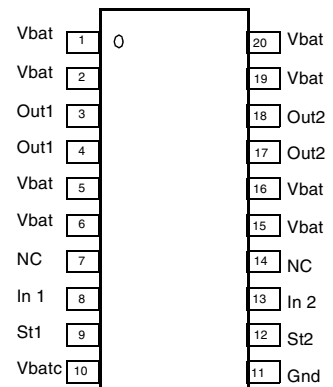 Vbat 1 20 Vbat
Vbat 2 19 Vbat
Out1 3 18 Out2
Out1 4 17 Out2
Vbat 5 16 Vbat
Vbat 6 15 Vbat
NC 7 14 NC
In 1 8 13 In 2
St1 9 12 St2
Vbatc 10 11 Gnd